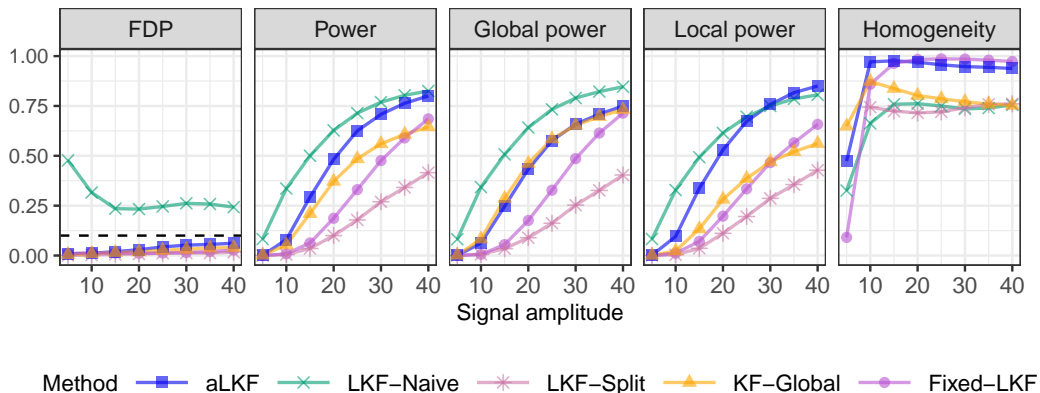 FDP Power Global power Local power Homogeneity
1.00
0.75
0.50
0.25
0.00
10 20 30 40 10 20 30 40 10 20 30 40 10 20 30 40 10 20 30 40
Signal amplitude
Method aLKF LKF−Naive LKF−Split KF−Global Fixed−LKF